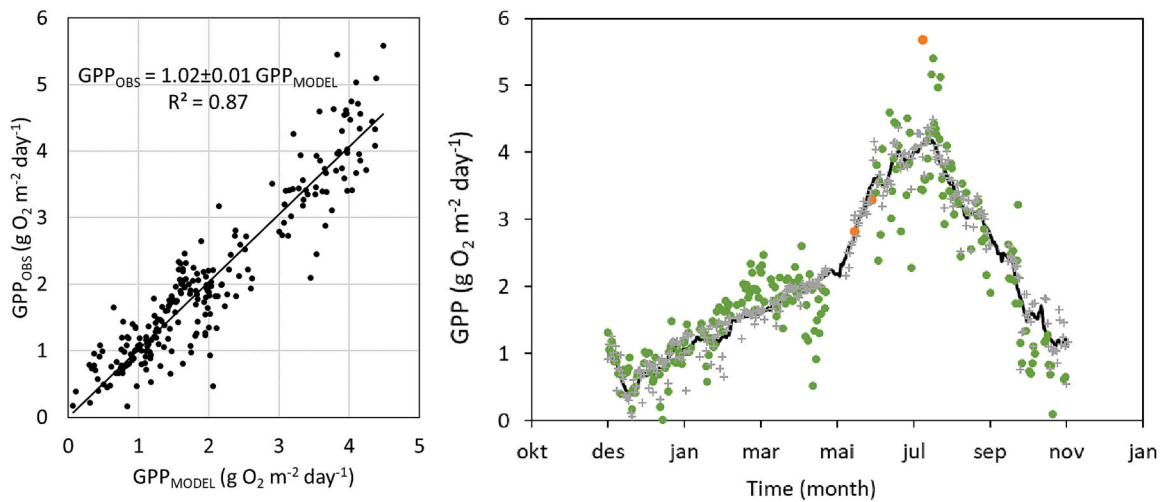 6
5
4
3
2
1
0
GPP_OBS = 1.02±0.01 GPP_MODEL
R² = 0.87
GPP_OBS (g O₂ m⁻² day⁻¹)
0 1 2 3 4 5
GPP_MODEL (g O₂ m⁻² day⁻¹)
6
5
4
3
2
1
0
GPP (g O₂ m⁻² day⁻¹)
okt des jan mar mai jul sep nov jan
Time (month)